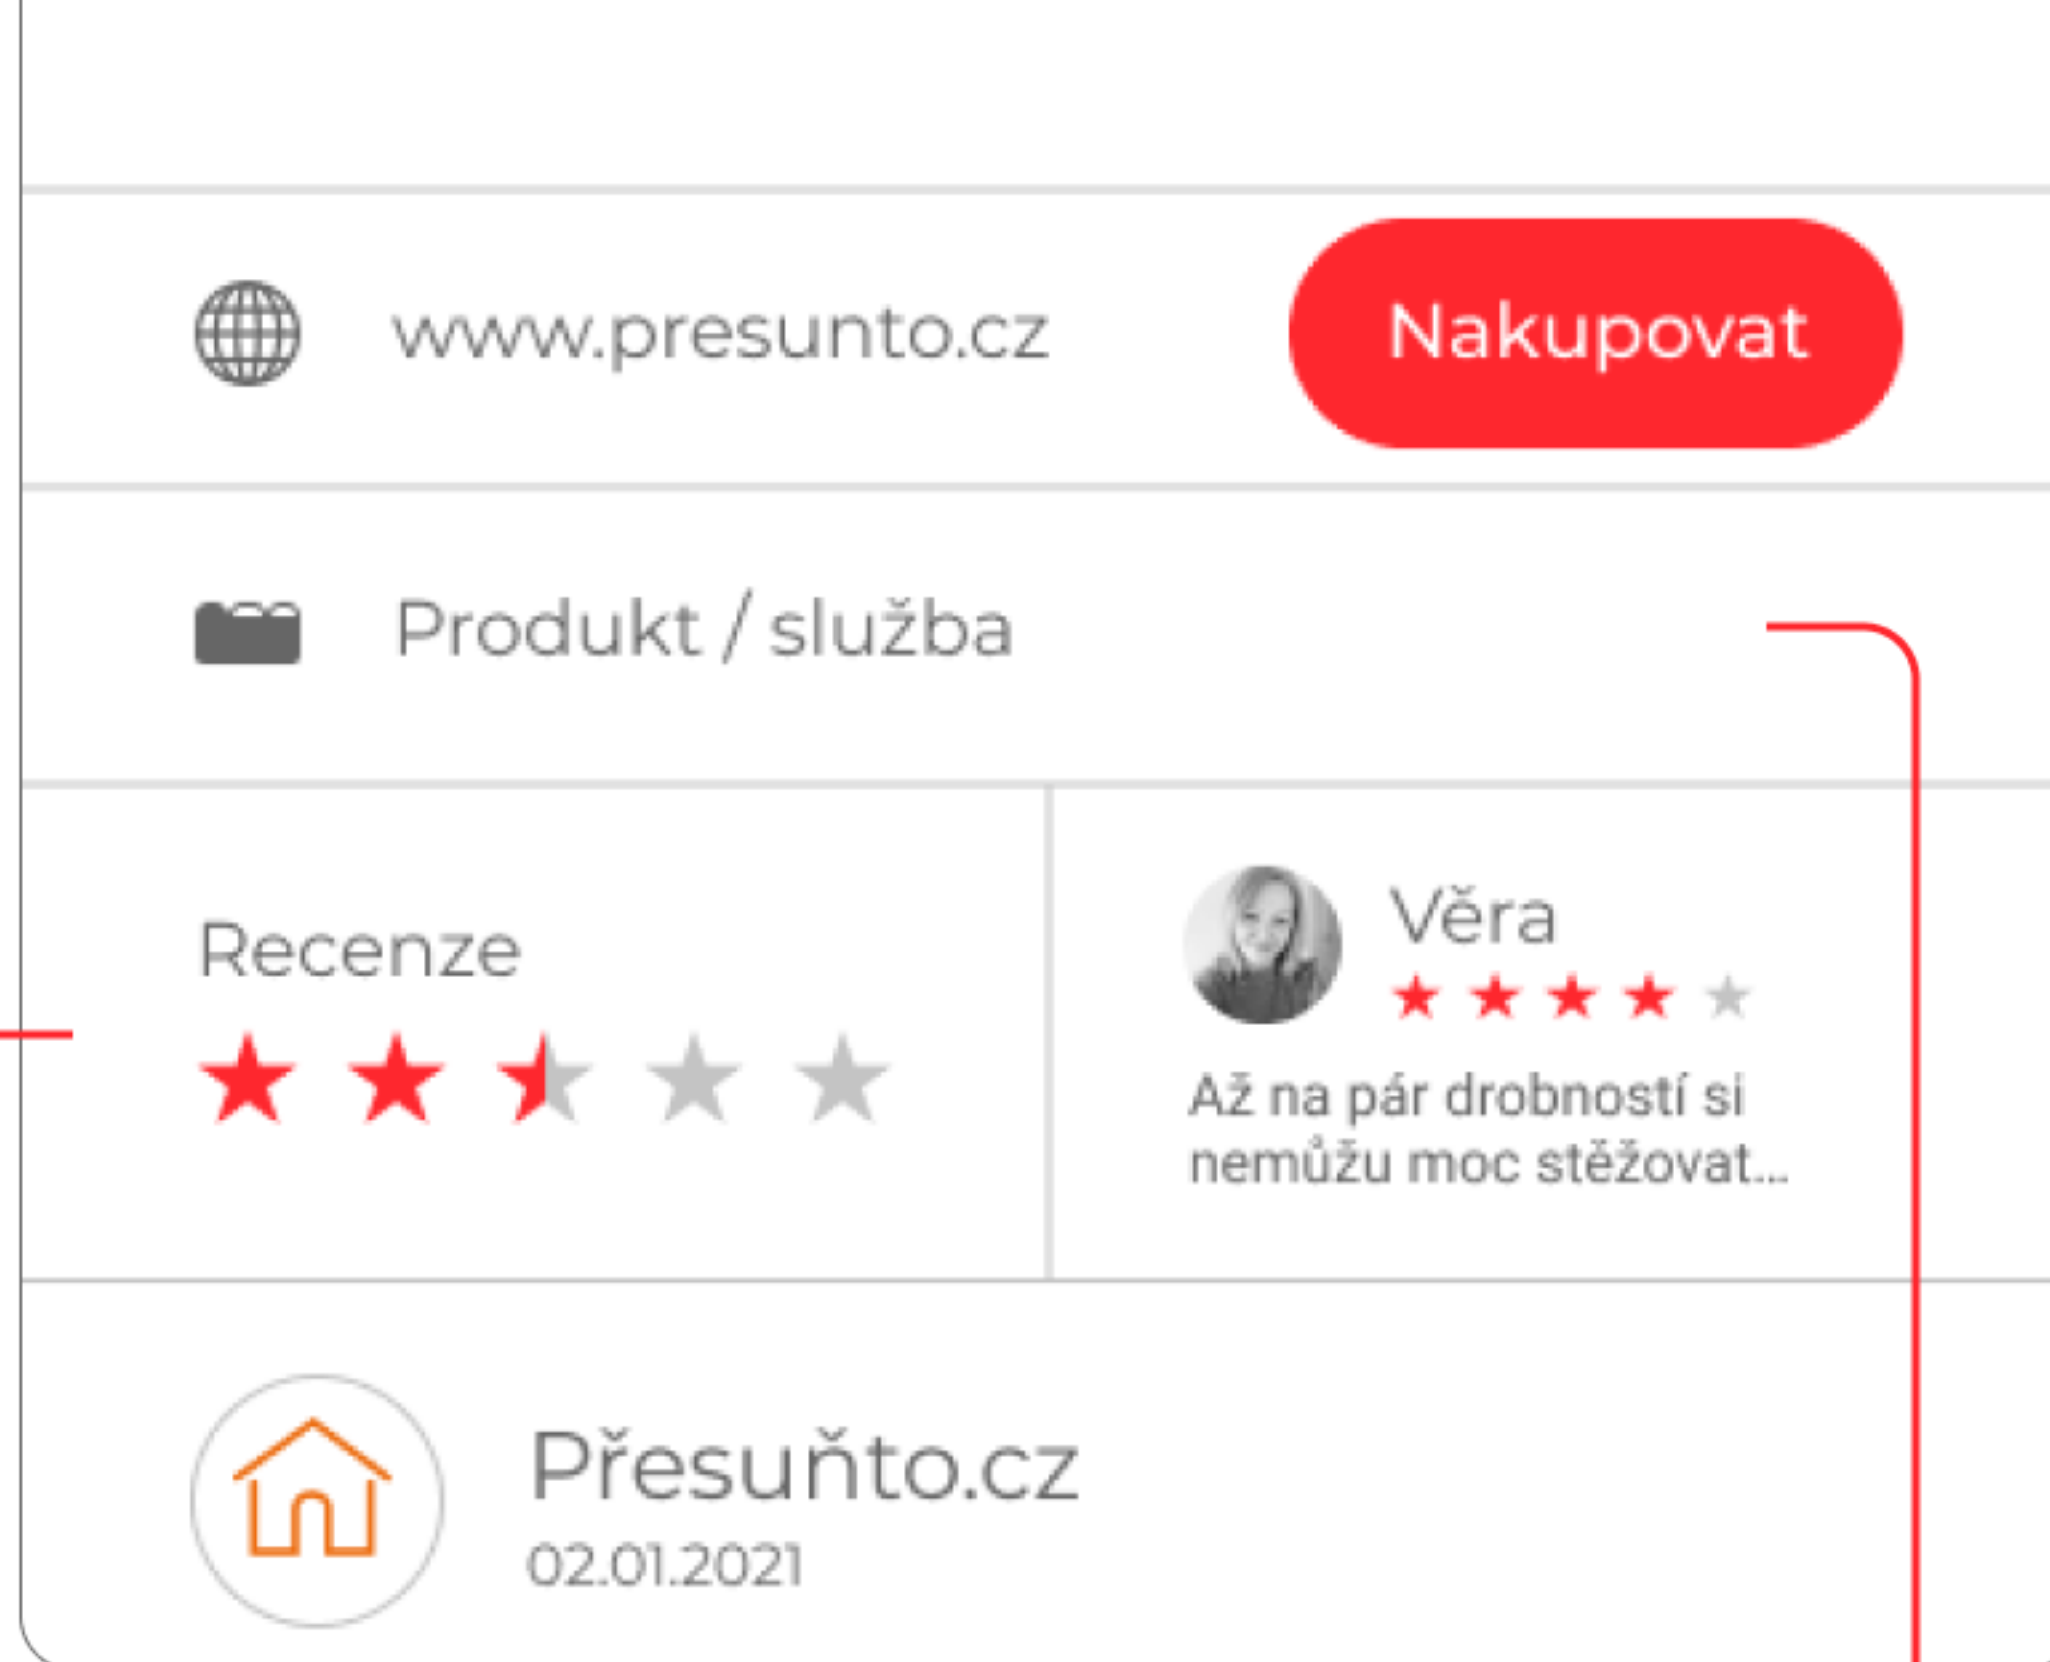 www.presunto.cz
Nakupovat
Produkt / služba
Recenze
Věra
Až na pár drobností si
nemůžu moc stěžovat...
Přesuňto.cz
02.01.2021